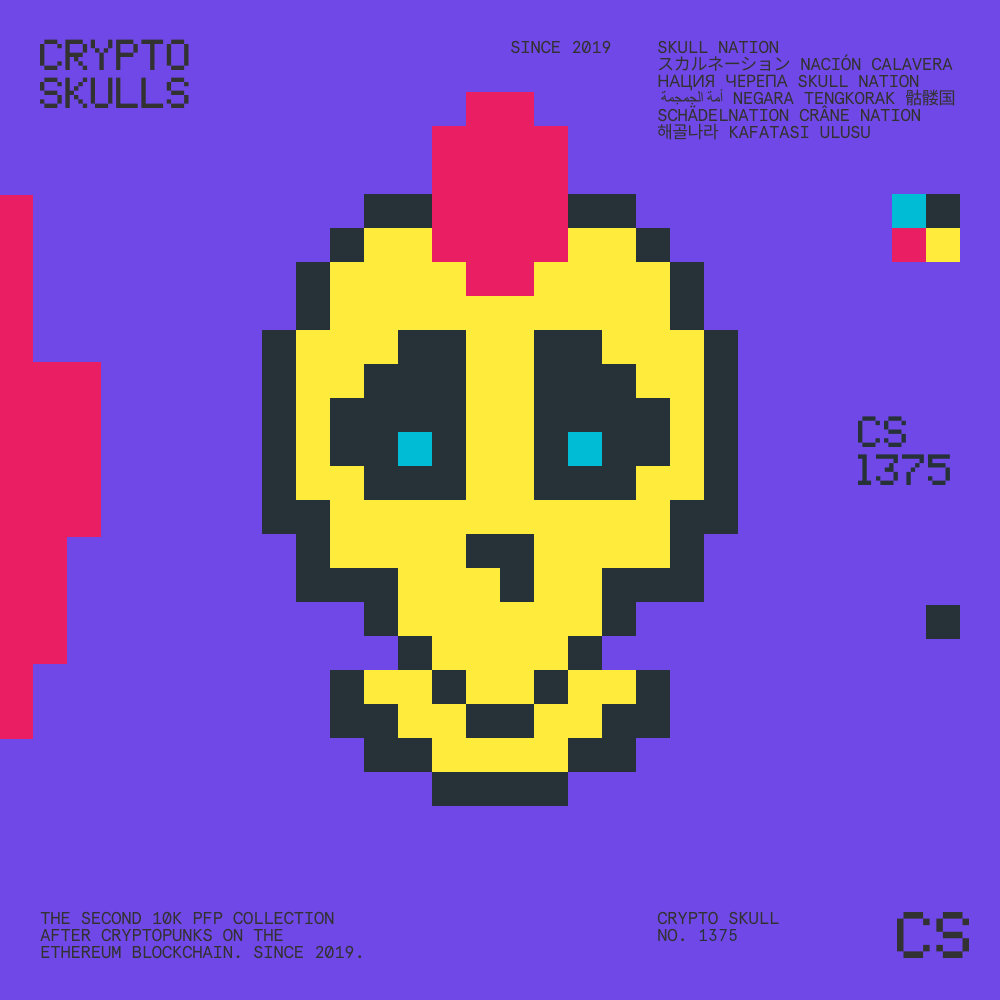 CRYPTO
SKULLS
SINCE 2019
SKULL NATION
スカルネーション NACIÓN CALAVERA
НАЦИЯ ЧЕРЕПА SKULL NATION
أمة الجمجمة NEGARA TENGKORAK 骷髅国
SCHÄDELNATION CRÂNE NATION
해골나라 KAFATASI ULUSU
CS
1375
THE SECOND 10K PFP COLLECTION
AFTER CRYPTOPUNKS ON THE
ETHEREUM BLOCKCHAIN. SINCE 2019.
CRYPTO SKULL
NO. 1375
CS